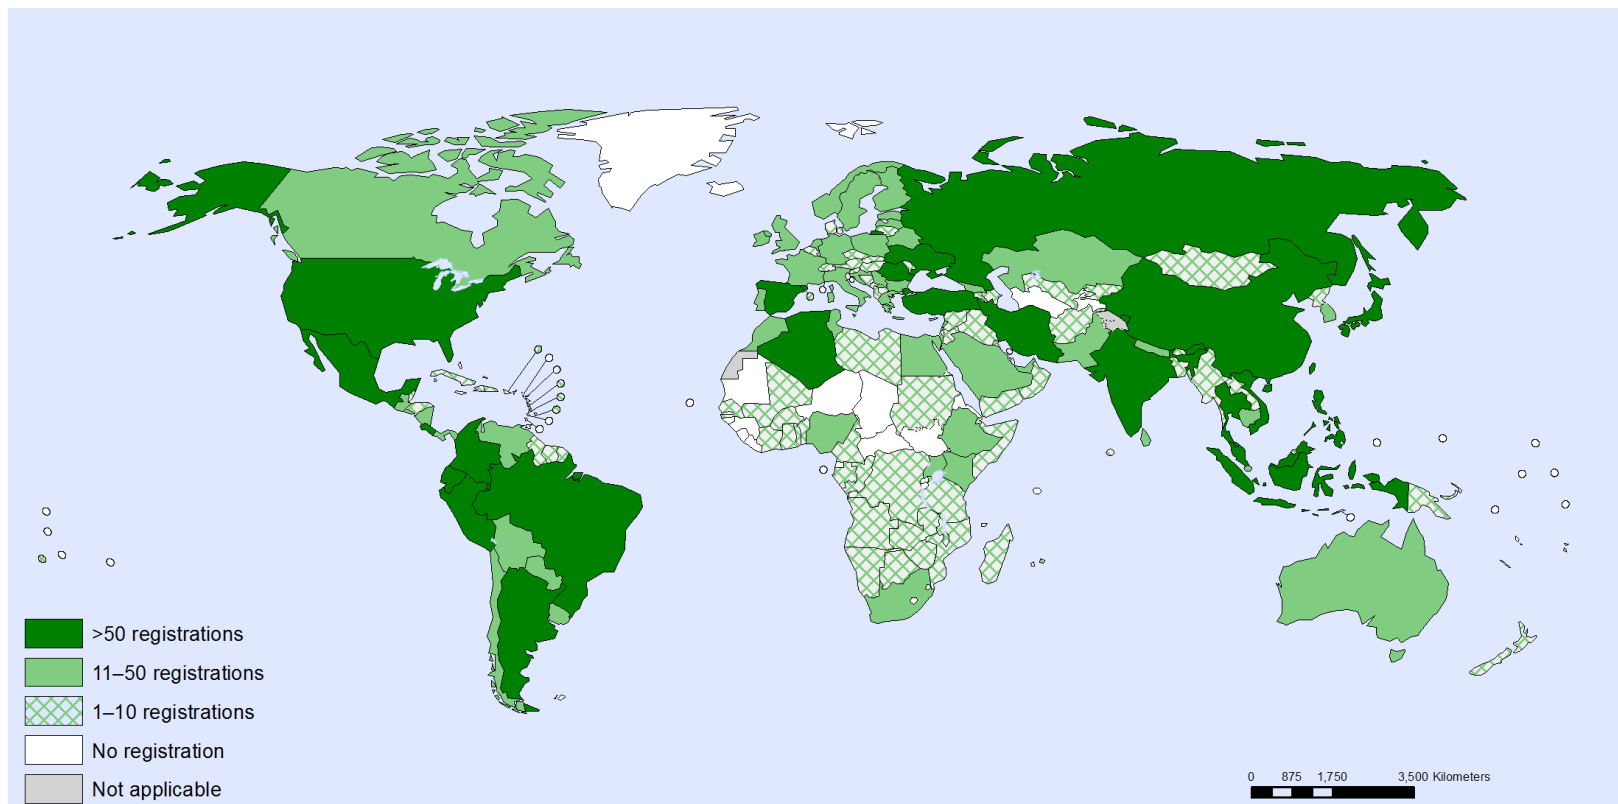 >50 registrations
11–50 registrations
1–10 registrations
No registration
Not applicable
0 875 1,750 3,500 Kilometers